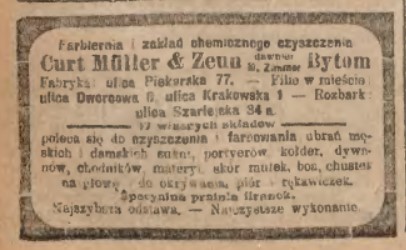 Farbiernia i zakład chemicznego czyszczenia
Curt Müller & Zeun dawniej M. Zimmer Bytom
Fabryka: ulica Piekarska 77. — Filie w mieście
ulica Dworcowa 6, ulica Krakowska 1 — Rozbark
ulica Szarlejska 34 a.
17 własnych składów
poleca się do czyszczenia i farbowania ubrań mę-
skich i damskich sukni, portyerów, kołder, dywa-
nów, chodników, materyi, skór, mufek, boa, chustek
na głowę, do okrywania, piór i rękawiczek.
Specyalna pralnia firanek.
Najszybsza odstawa. — Najczystsze wykonanie.